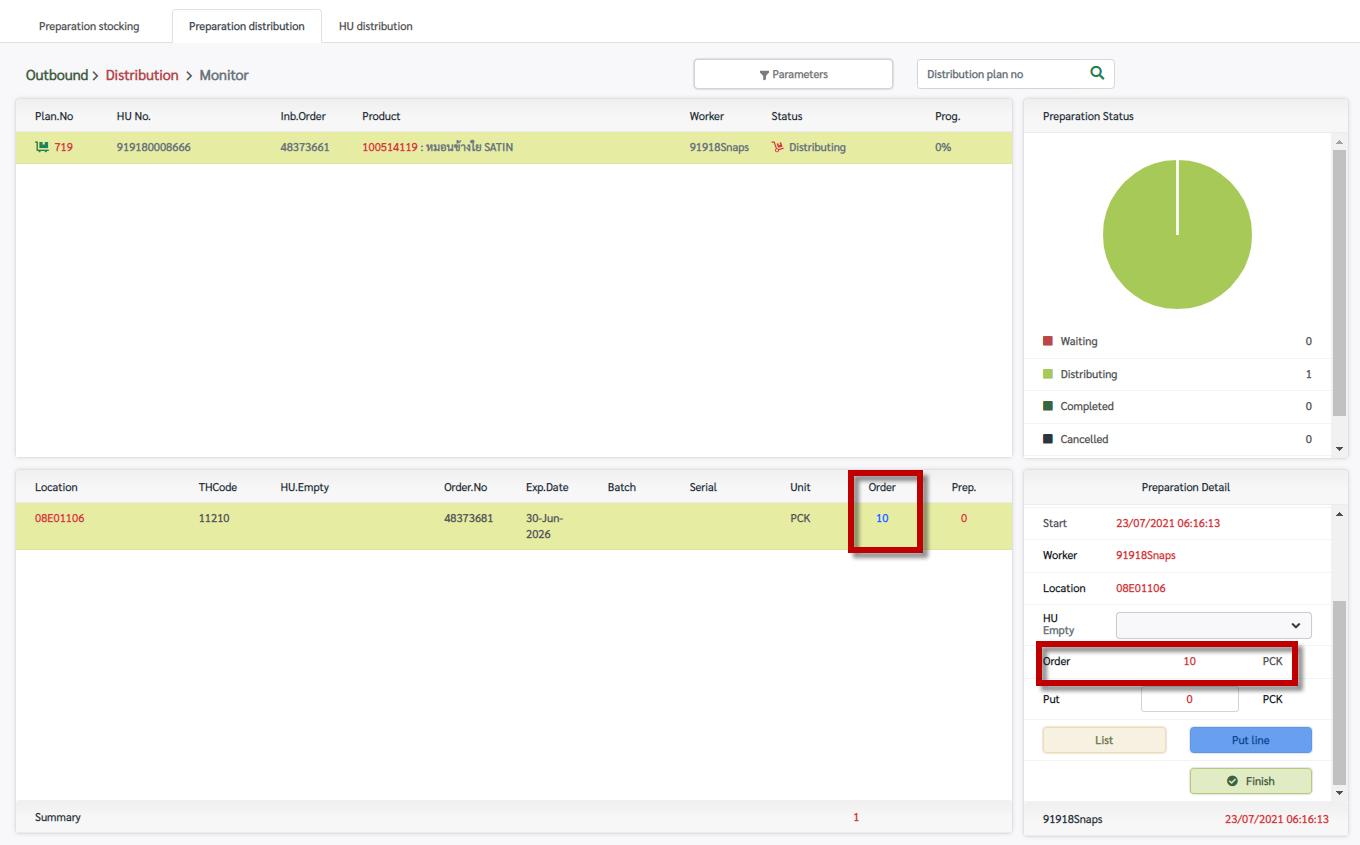 Preparation stocking
Preparation distribution
HU distribution
Outbound > Distribution > Monitor
Parameters
Distribution plan no
Plan.No HU No. Inb.Order Product Worker Status Prog.
719 919180008666 48373661 100514119 : หมอนข้างใย SATIN 91918Snaps Distributing 0%
Preparation Status
Waiting 0
Distributing 1
Completed 0
Cancelled 0
Location THCode HU.Empty Order.No Exp.Date Batch Serial Unit Order Prep.
08E01106 11210 48373681 30-Jun- PCK 10 0
2026
Summary 1
Preparation Detail
Start 23/07/2021 06:16:13
Worker 91918Snaps
Location 08E01106
HU
Empty
Order 10 PCK
Put 0 PCK
List Put line
Finish
91918Snaps 23/07/2021 06:16:13